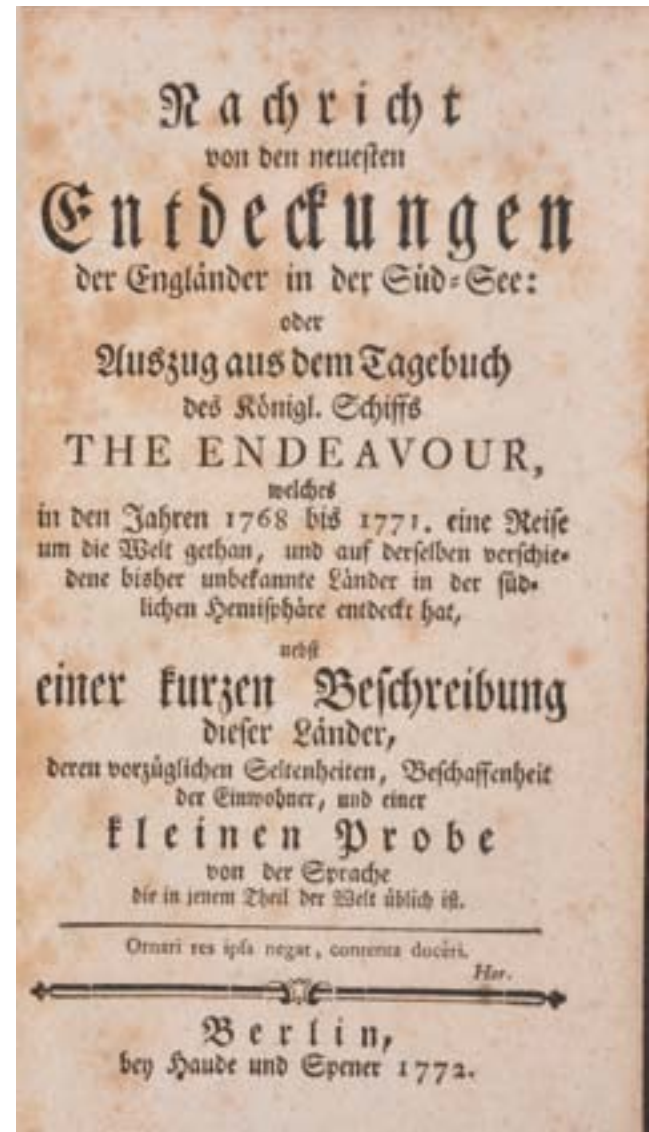 Nachricht
von den neueſten
Entdeckungen
der Engländer in der Süd-See:
oder
Auszug aus dem Tagebuch
des Königl. Schiffs
THE ENDEAVOUR,
welches
in den Jahren 1768 bis 1771. eine Reiſe
um die Welt gethan, und auf derſelben verſchie-
dene bisher unbekannte Länder in der ſüd-
lichen Hemiſphäre entdeckt hat,
nebſt
einer kurzen Beſchreibung
dieſer Länder,
deren vorzüglichen Seltenheiten, Beſchaffenheit
der Einwohner, und einer
kleinen Probe
von der Sprache
die in jenem Theil der Welt üblich iſt.
Ornari res ipſa negat, contenta docêri.
Hor.
Berlin,
bey Haude und Spener 1772.